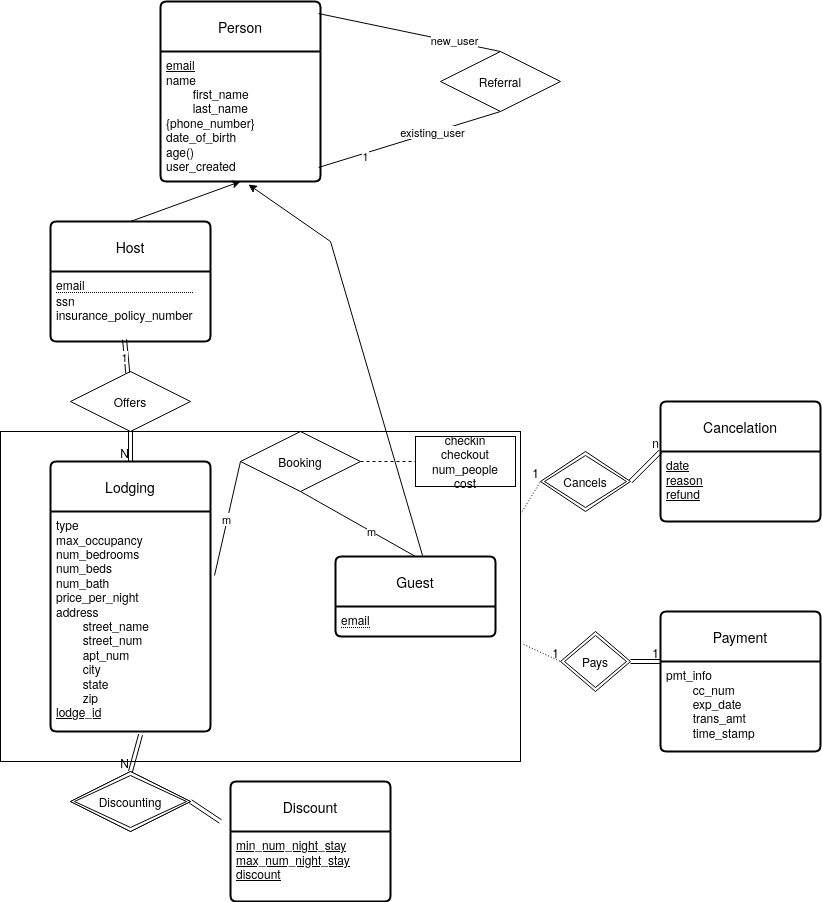 Person
email
name
first_name
last_name
{phone_number}
date_of_birth
age()
user_created
new_user
Referral
existing_user
1
Host
email
ssn
insurance_policy_number
1
Offers
N
Lodging
type
max_occupancy
num_bedrooms
num_beds
num_bath
price_per_night
address
street_name
street_num
apt_num
city
state
zip
lodge_id
Booking
checkin
checkout
num_people
cost
m
m
Guest
email
1
Cancels
n
Cancelation
date
reason
refund
1
Pays
1
Payment
pmt_info
cc_num
exp_date
trans_amt
time_stamp
N
Discounting
Discount
min_num_night_stay
max_num_night_stay
discount